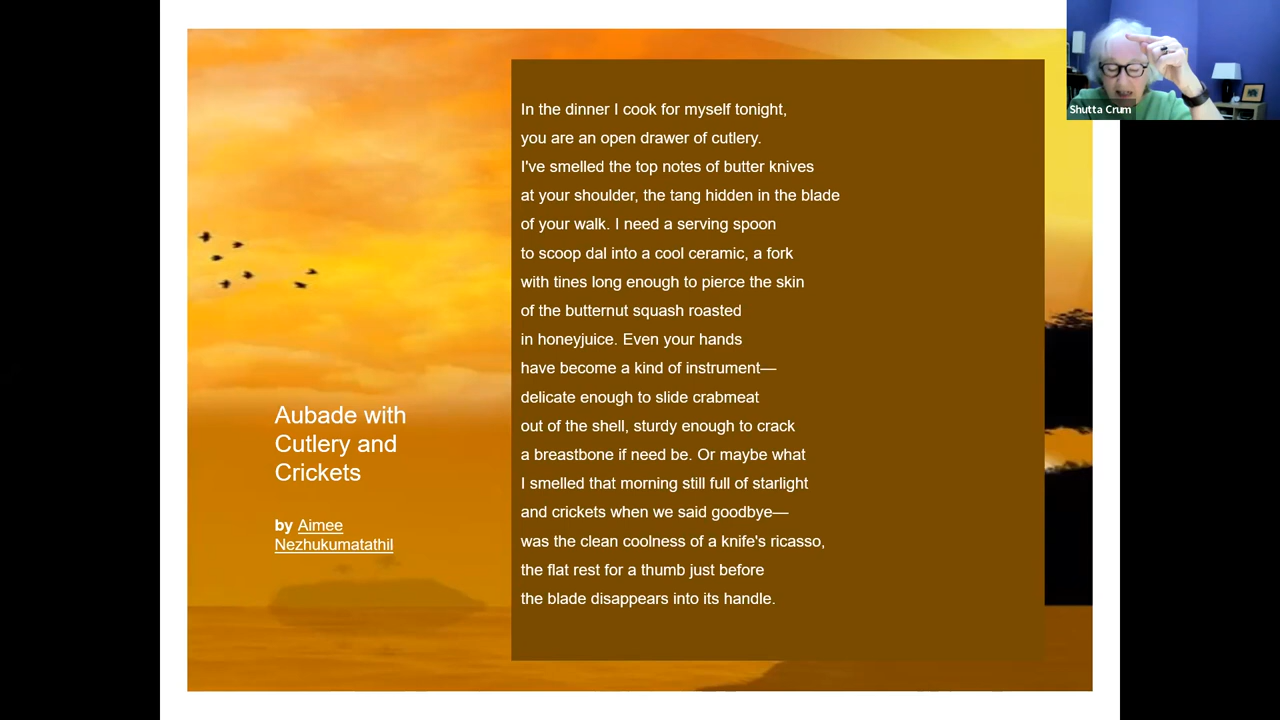 Aubade with
Cutlery and
Crickets
by Aimee
Nezhukumatathil
In the dinner I cook for myself tonight,
you are an open drawer of cutlery.
I've smelled the top notes of butter knives
at your shoulder, the tang hidden in the blade
of your walk. I need a serving spoon
to scoop dal into a cool ceramic, a fork
with tines long enough to pierce the skin
of the butternut squash roasted
in honeyjuice. Even your hands
have become a kind of instrument—
delicate enough to slide crabmeat
out of the shell, sturdy enough to crack
a breastbone if need be. Or maybe what
I smelled that morning still full of starlight
and crickets when we said goodbye—
was the clean coolness of a knife's ricasso,
the flat rest for a thumb just before
the blade disappears into its handle.
Shutta Crum